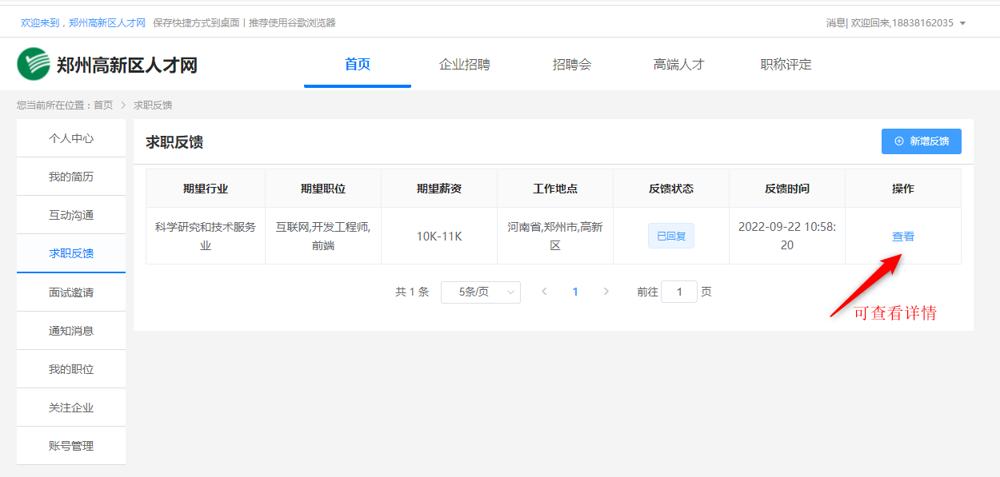 欢迎来到，郑州高新区人才网 保存快捷方式到桌面 | 推荐使用谷歌浏览器 消息| 欢迎回来,18838162035
郑州高新区人才网 首页 企业招聘 招聘会 高端人才 职称评定
您当前所在位置：首页 > 求职反馈
个人中心
我的简历
互动沟通
求职反馈
面试邀请
通知消息
我的职位
关注企业
账号管理
求职反馈 新增反馈
期望行业 期望职位 期望薪资 工作地点 反馈状态 反馈时间 操作
科学研究和技术服务 互联网,开发工程师, 10K-11K 河南省,郑州市,高新 已回复 2022-09-22 10:58: 查看
业 前端 区 20
共 1 条 5条/页 < 1 > 前往 1 页
可查看详情